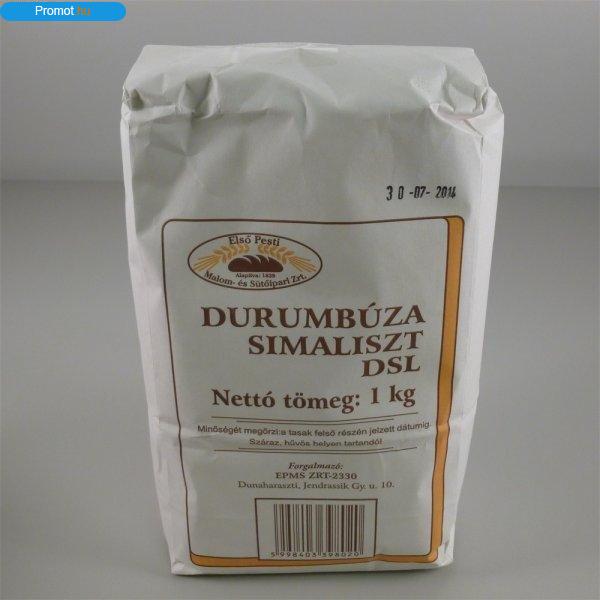 Promot.hu
30-07-2014
Első Pesti
Alapítva: 1839
Malom- és Sütőipari Zrt.
DURUMBÚZA
SIMALISZT
DSL
Nettó tömeg: 1 kg
Minőségét megőrzi:a tasak felső részén jelzett dátumig.
Száraz, hűvös helyen tartandó!
Forgalmazó:
EPMS ZRT-2330
Dunaharaszti, Jendrassik Gy. u. 10.
5998403398020